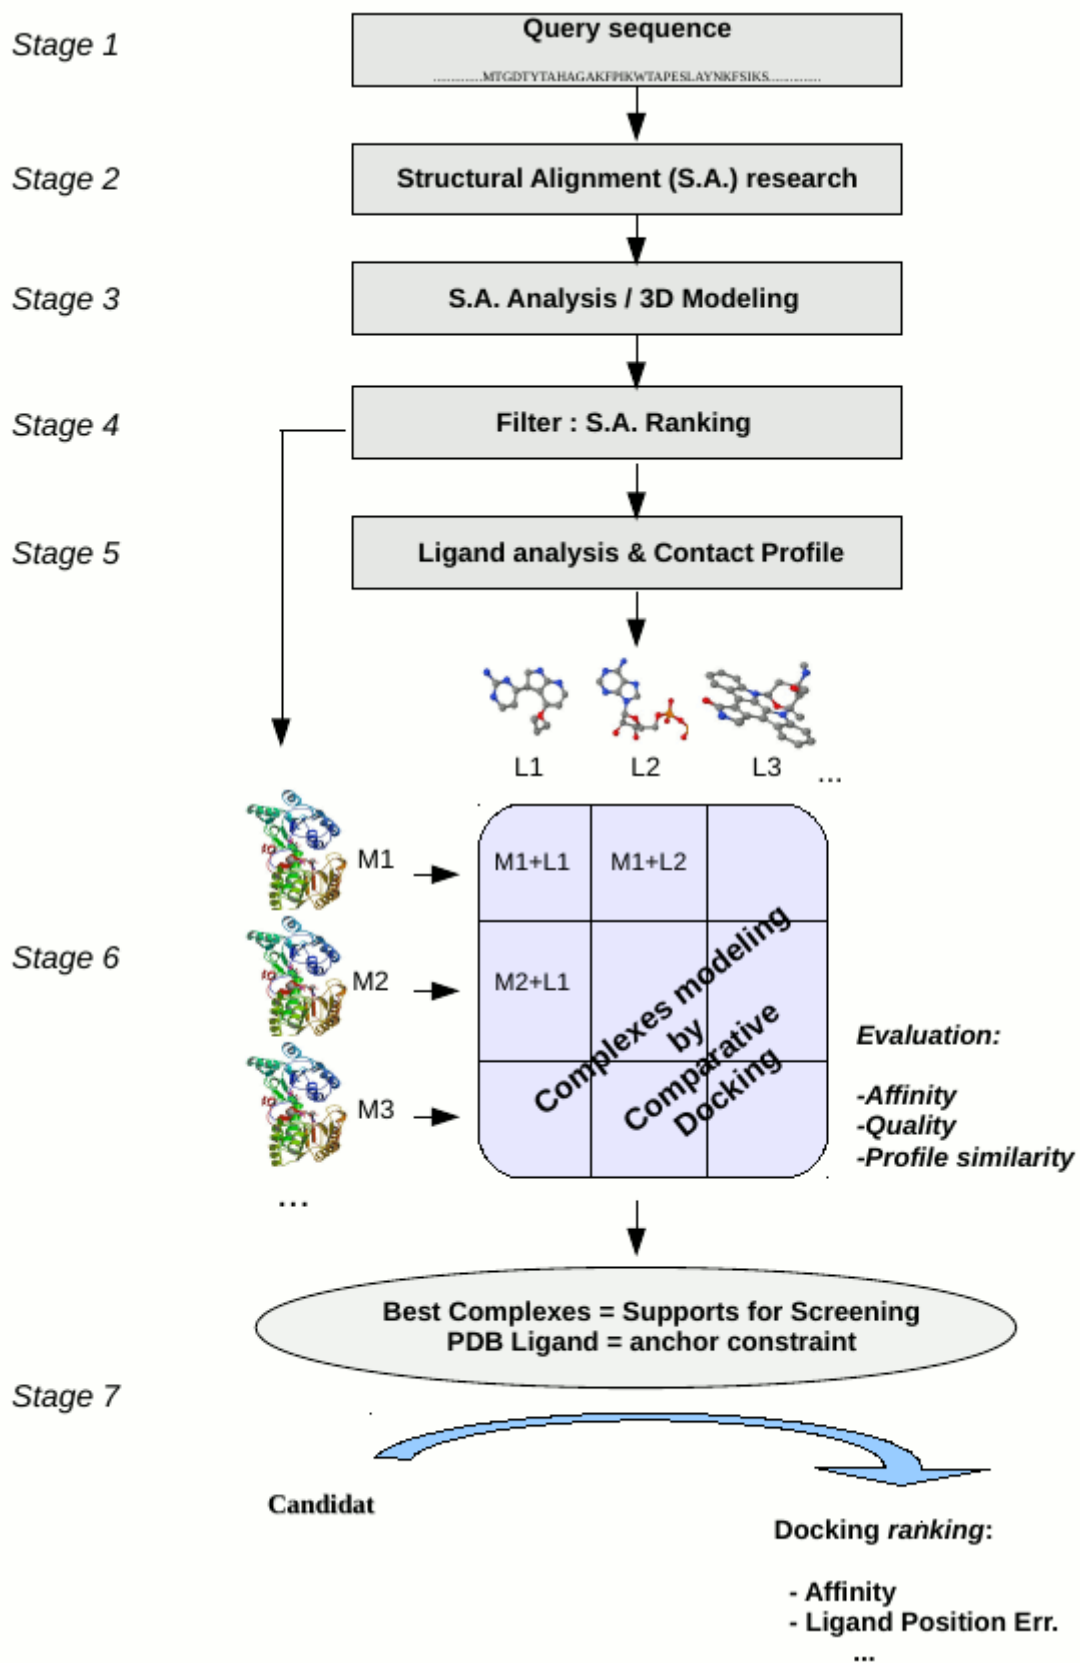 Stage 1
Query sequence
.............MTGDTYTAHAGAKFPIKWTAPESLAYNKFSIKS.............
Stage 2
Structural Alignment (S.A.) research
Stage 3
S.A. Analysis / 3D Modeling
Stage 4
Filter : S.A. Ranking
Stage 5
Ligand analysis & Contact Profile
L1
L2
L3
...
M1
M1+L1
M1+L2
Stage 6
M2
M2+L1
M3
...
Complexes modeling
by
Comparative
Docking
Evaluation:
-Affinity
-Quality
-Profile similarity
Best Complexes = Supports for Screening
PDB Ligand = anchor constraint
Stage 7
Candidat
Docking ranking:
- Affinity
- Ligand Position Err.
...